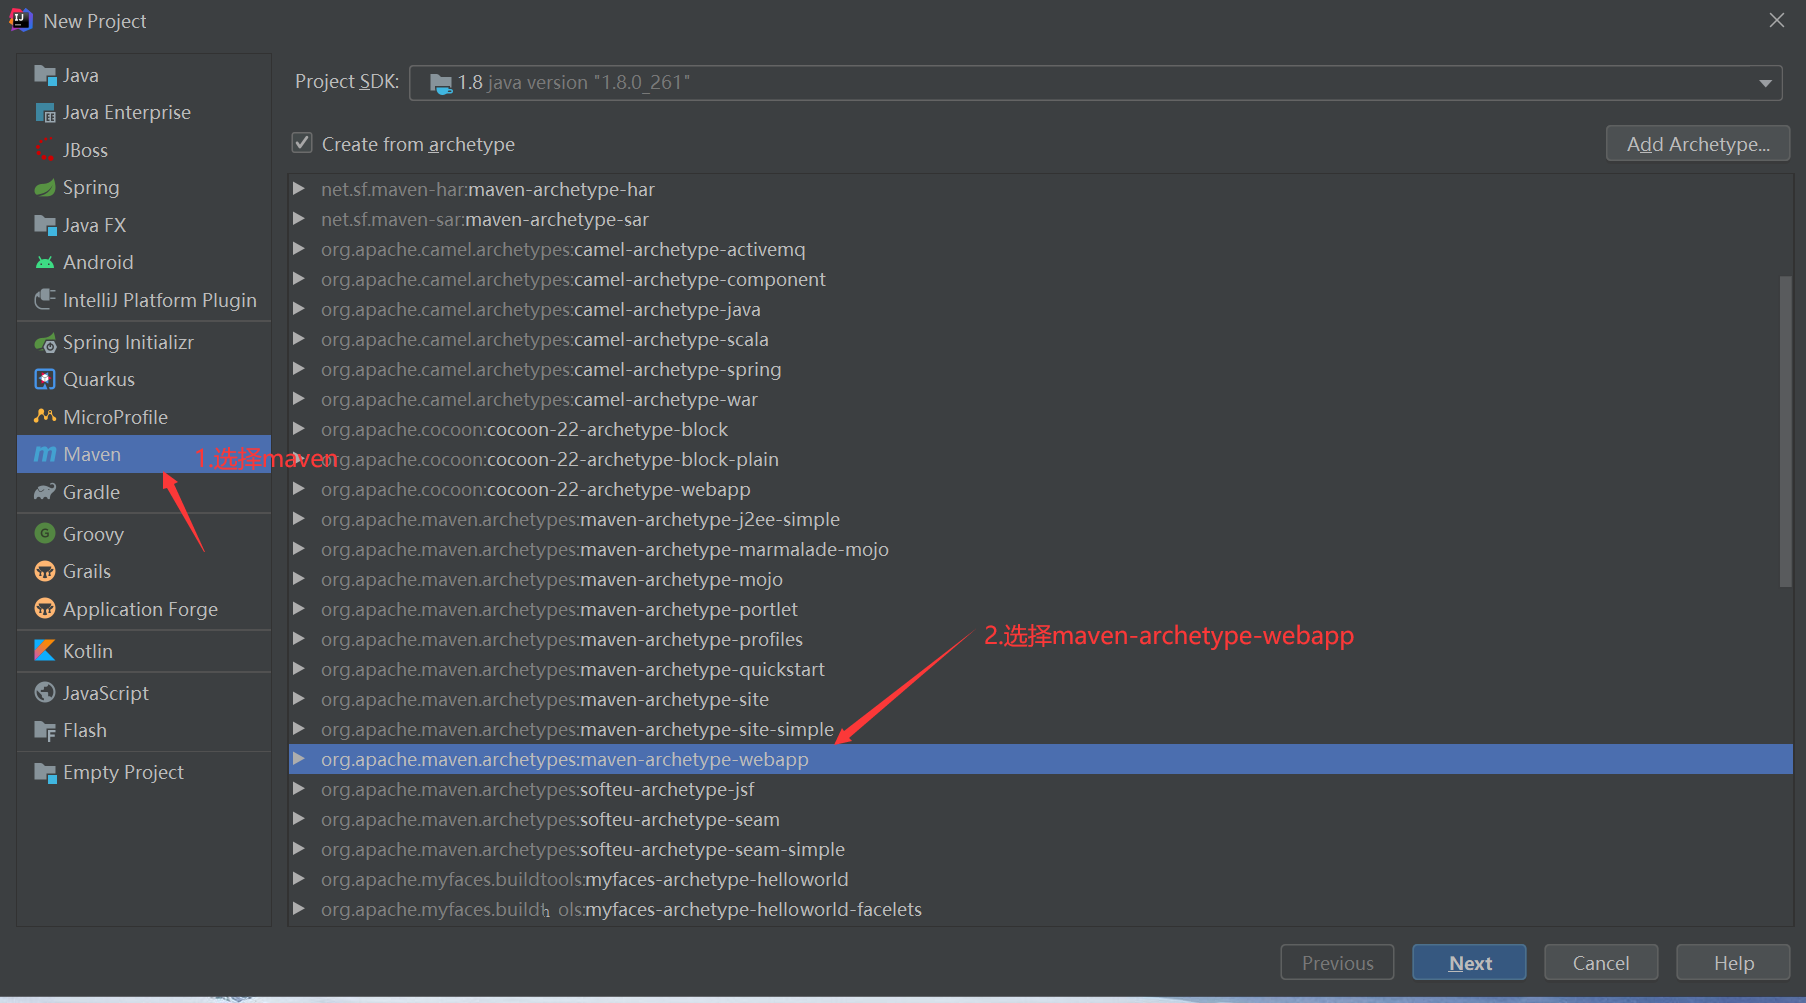 New Project
Java
Java Enterprise
JBoss
Spring
Java FX
Android
IntelliJ Platform Plugin
Spring Initializr
Quarkus
MicroProfile
Maven
1.选择maven
Gradle
Groovy
Grails
Application Forge
Kotlin
JavaScript
Flash
Empty Project
Project SDK: 1.8 java version "1.8.0_261"
Create from archetype
Add Archetype...
net.sf.maven-har:maven-archetype-har
net.sf.maven-sar:maven-archetype-sar
org.apache.camel.archetypes:camel-archetype-activemq
org.apache.camel.archetypes:camel-archetype-component
org.apache.camel.archetypes:camel-archetype-java
org.apache.camel.archetypes:camel-archetype-scala
org.apache.camel.archetypes:camel-archetype-spring
org.apache.camel.archetypes:camel-archetype-war
org.apache.cocoon:cocoon-22-archetype-block
org.apache.cocoon:cocoon-22-archetype-block-plain
org.apache.cocoon:cocoon-22-archetype-webapp
org.apache.maven.archetypes:maven-archetype-j2ee-simple
org.apache.maven.archetypes:maven-archetype-marmalade-mojo
org.apache.maven.archetypes:maven-archetype-mojo
org.apache.maven.archetypes:maven-archetype-portlet
org.apache.maven.archetypes:maven-archetype-profiles
2.选择maven-archetype-webapp
org.apache.maven.archetypes:maven-archetype-quickstart
org.apache.maven.archetypes:maven-archetype-site
org.apache.maven.archetypes:maven-archetype-site-simple
org.apache.maven.archetypes:maven-archetype-webapp
org.apache.maven.archetypes:softeu-archetype-jsf
org.apache.maven.archetypes:softeu-archetype-seam
org.apache.maven.archetypes:softeu-archetype-seam-simple
org.apache.myfaces.buildtools:myfaces-archetype-helloworld
ols:myfaces-archetype-helloworld-facelets
Previous
Next
Cancel
Help